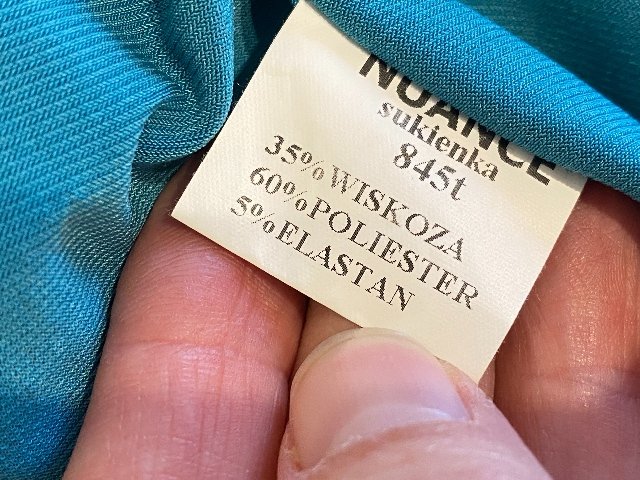 NUANCE
sukienka
845t
35% WISKOZA
60% POLIESTER
5% ELASTAN